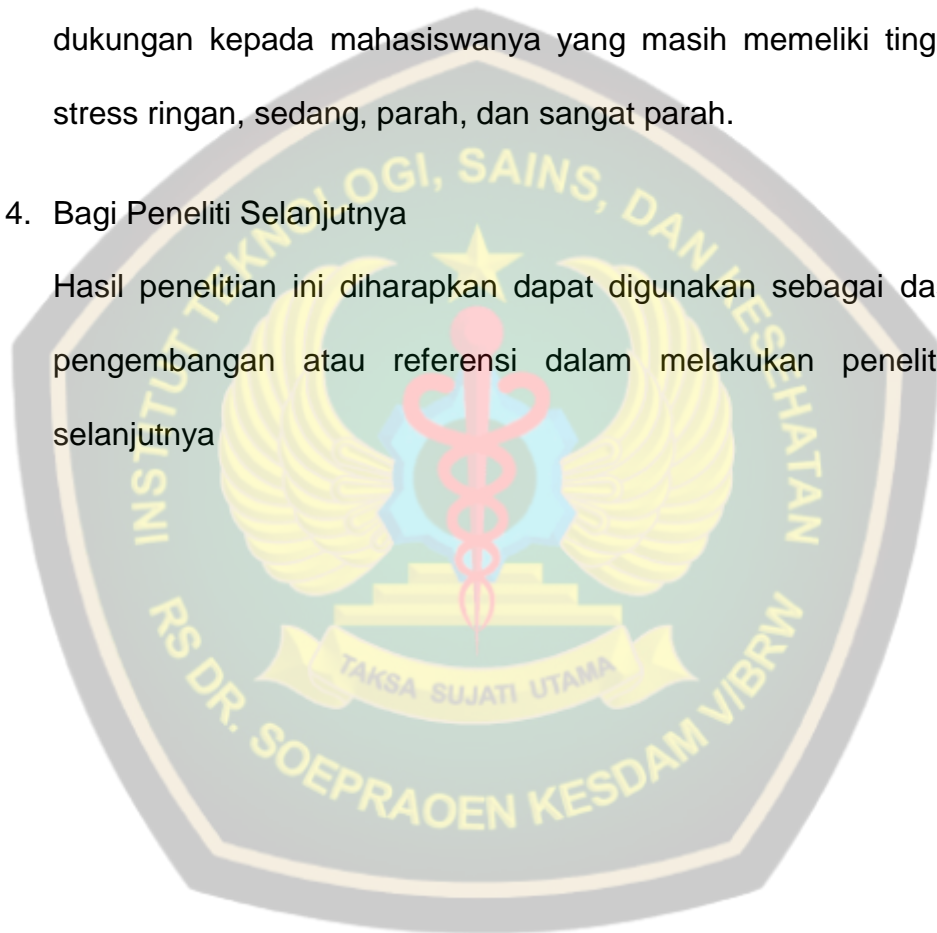 dukungan kepada mahasiswanya yang masih memeliki ting
stress ringan, sedang, parah, dan sangat parah.
4. Bagi Peneliti Selanjutnya
Hasil penelitian ini diharapkan dapat digunakan sebagai da
pengembangan atau referensi dalam melakukan penelit
selanjutnya
INSTITUT TEKNOLOGI, SAINS, DAN KESEHATAN
TAKSA SUJATI UTAMA
RS DR. SOEPRAOEN KESDAM V/BRW